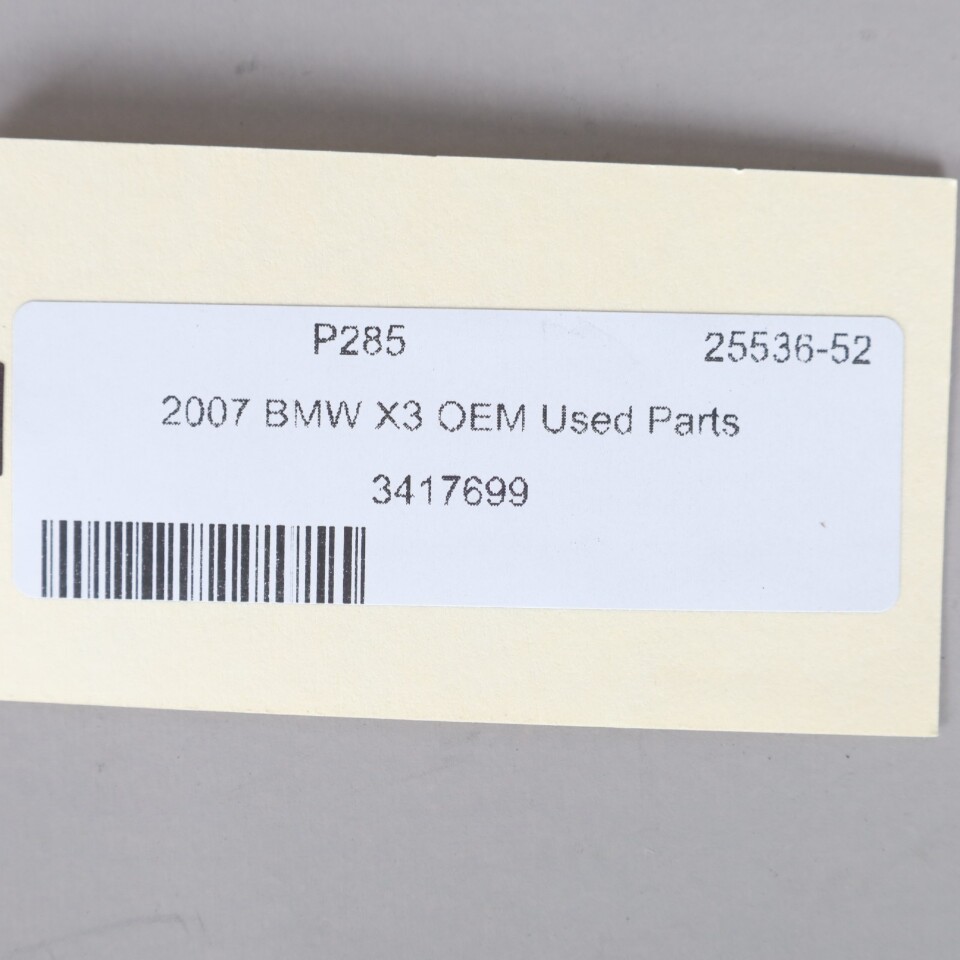 P285 25536-52
2007 BMW X3 OEM Used Parts
3417699